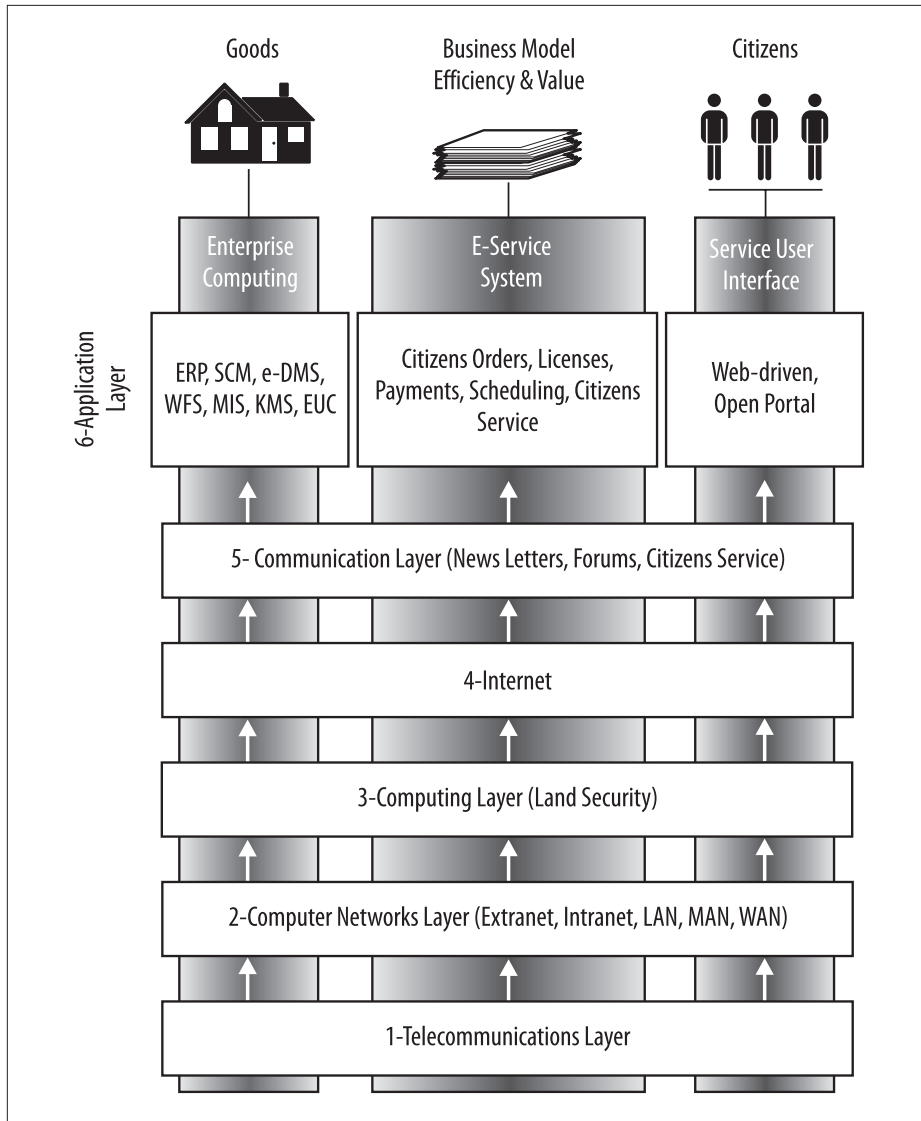 Goods
Business Model
Efficiency & Value
Citizens
Enterprise
Computing
E-Service
System
Service User
Interface
6-Application
Layer
ERP, SCM, e-DMS,
WFS, MIS, KMS, EUC
Citizens Orders, Licenses,
Payments, Scheduling, Citizens
Service
Web-driven,
Open Portal
5- Communication Layer (News Letters, Forums, Citizens Service)
4-Internet
3-Computing Layer (Land Security)
2-Computer Networks Layer (Extranet, Intranet, LAN, MAN, WAN)
1-Telecommunications Layer